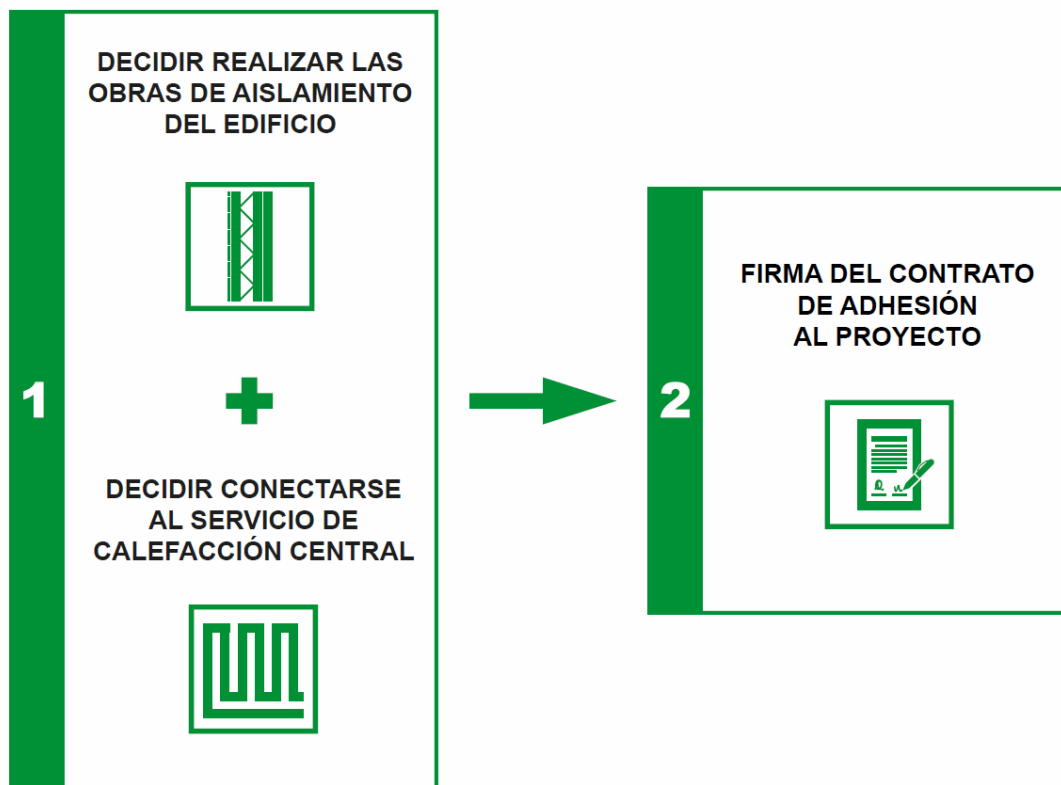 DECIDIR REALIZAR LAS
OBRAS DE AISLAMIENTO
DEL EDIFICIO
1
DECIDIR CONECTARSE
AL SERVICIO DE
CALEFACCIÓN CENTRAL
2
FIRMA DEL CONTRATO
DE ADHESIÓN
AL PROYECTO